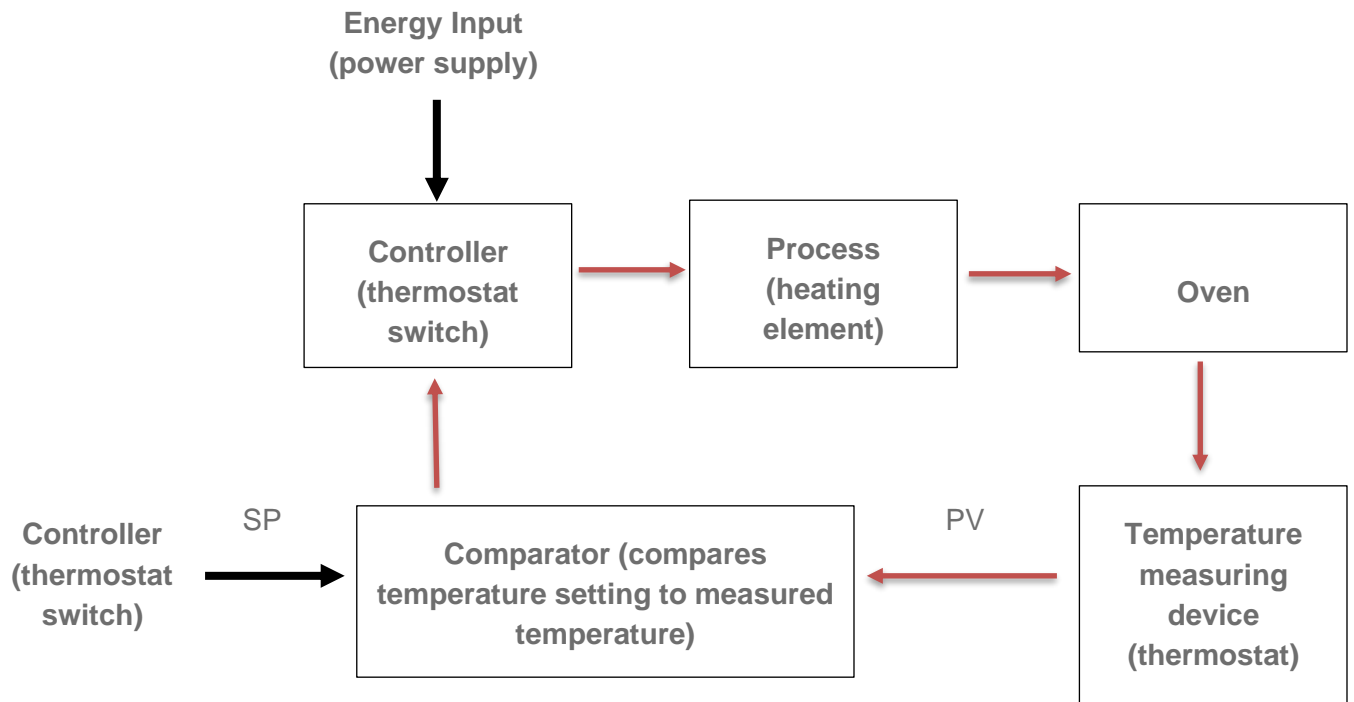 Energy Input
(power supply)
Controller
(thermostat
switch)
Process
(heating
element)
Oven
Controller
(thermostat
switch)
SP
Comparator (compares
temperature setting to measured
temperature)
PV
Temperature
measuring
device
(thermostat)